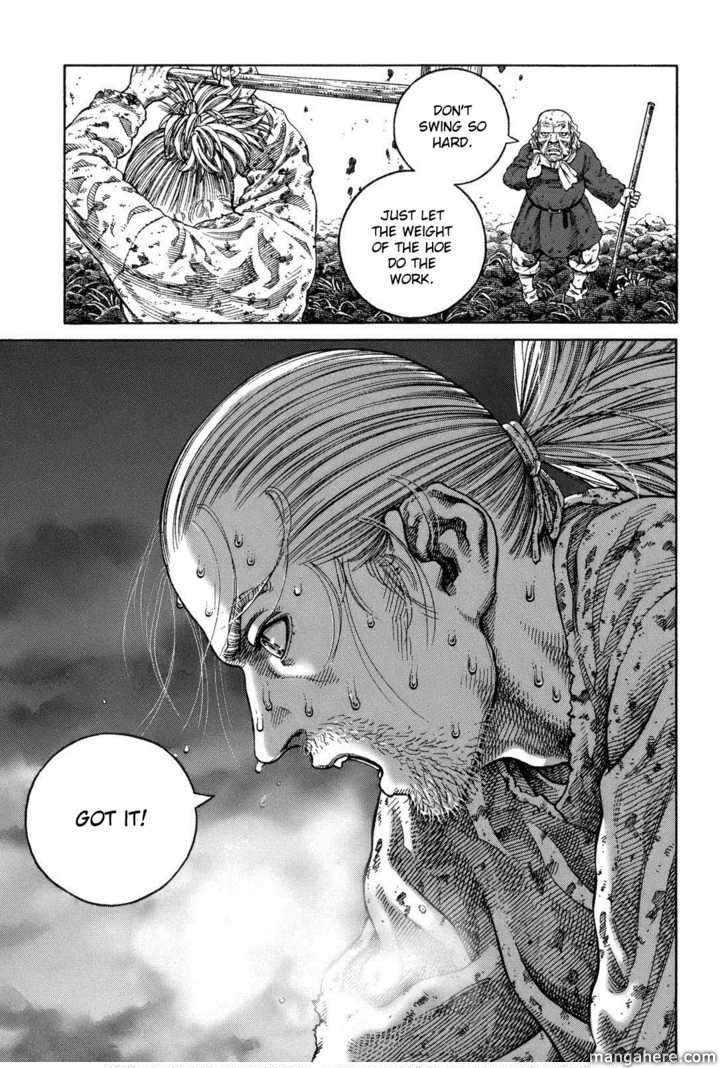 DON'T
SWING SO
HARD.
JUST LET
THE WEIGHT
OF THE HOE
DO THE
WORK.
GOT IT!
mangahere.com